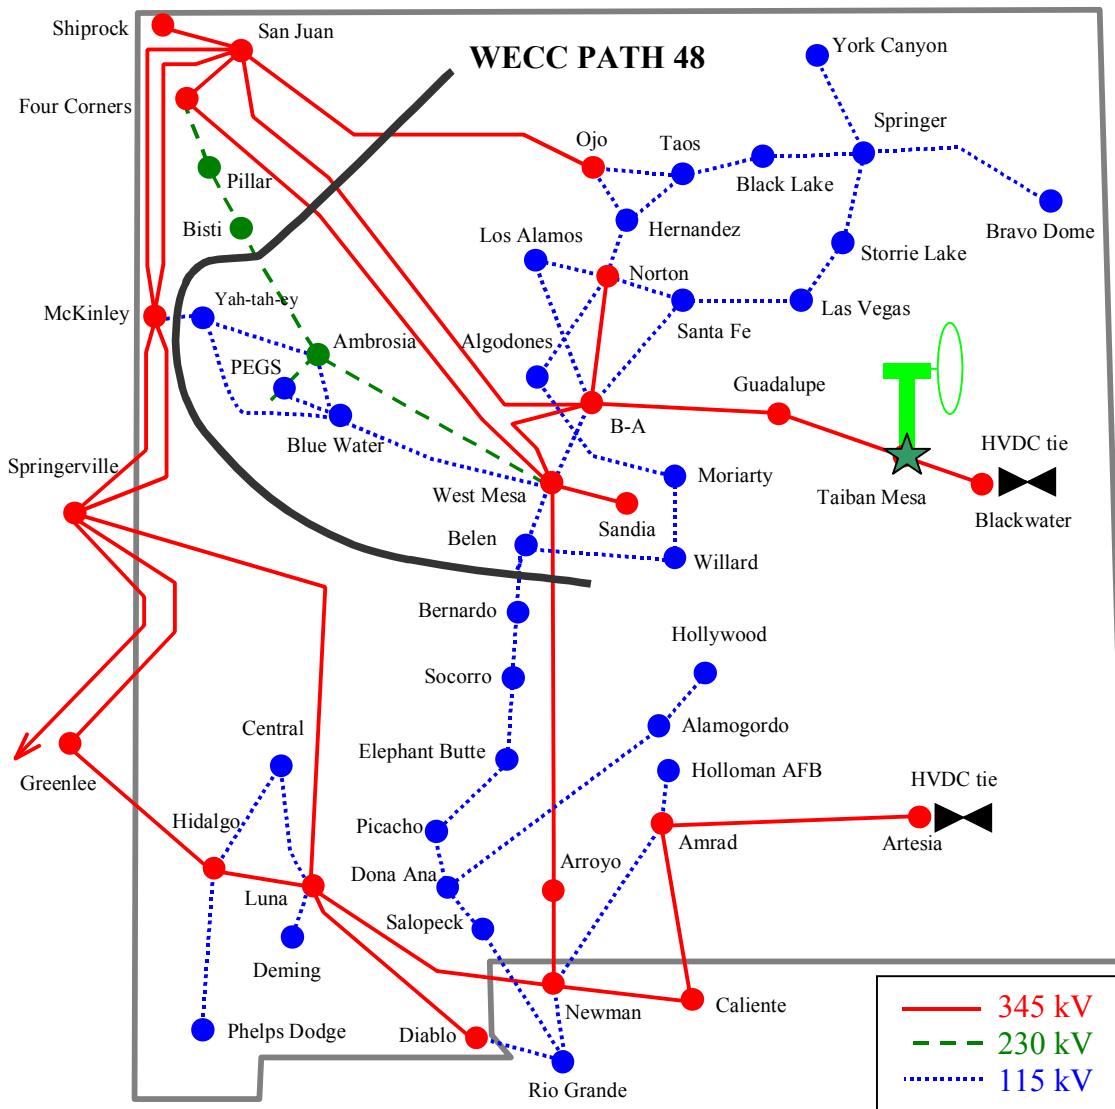 Shiprock
San Juan
WECC PATH 48
York Canyon
Four Corners
Springer
Ojo
Taos
Black Lake
Pillar
Bisti
Hernandez
Bravo Dome
Los Alamos
Storrie Lake
Norton
McKinley
Yah-tah-ey
Santa Fe
Las Vegas
Algodones
Ambrosia
PEGS
Guadalupe
B-A
Blue Water
HVDC tie
Springerville
Moriarty
West Mesa
Taiban Mesa
Sandia
Blackwater
Belen
Willard
Bernardo
Hollywood
Socorro
Central
Alamogordo
Elephant Butte
Holloman AFB
Greenlee
HVDC tie
Hidalgo
Picacho
Amrad
Artesia
Arroyo
Dona Ana
Luna
Salopeck
Deming
Newman
Caliente
345 kV
Phelps Dodge
Diablo
230 kV
115 kV
Rio Grande